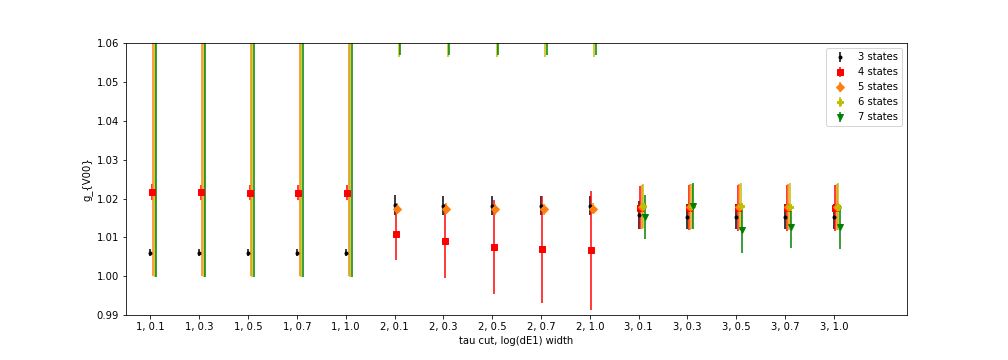 1.06
1.05
1.04
1.03
1.02
1.01
1.00
0.99
g_{V00}
3 states
4 states
5 states
6 states
7 states
1, 0.1 1, 0.3 1, 0.5 1, 0.7 1, 1.0 2, 0.1 2, 0.3 2, 0.5 2, 0.7 2, 1.0 3, 0.1 3, 0.3 3, 0.5 3, 0.7 3, 1.0
tau cut, log(dE1) width